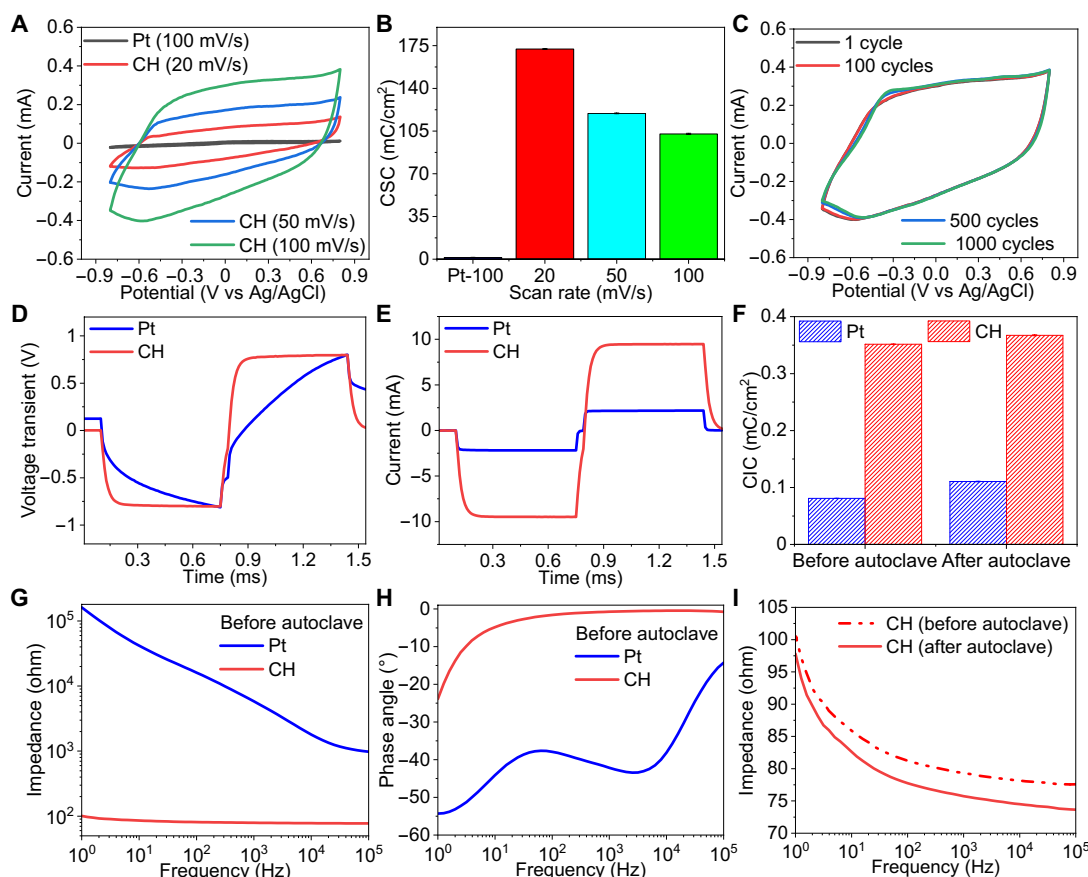 A
Pt (100 mV/s)
CH (20 mV/s)
CH (50 mV/s)
CH (100 mV/s)
0.6
0.4
0.2
0
−0.2
−0.4
0.6
Current (mA)
−0.9 −0.6 −0.3 0 0.3 0.6 0.9
Potential (V vs Ag/AgCl)
B
175
140
105
70
35
0
CSC (mC/cm²)
Pt-100 20 50 100
Scan rate (mV/s)
C
1 cycle
100 cycles
500 cycles
1000 cycles
0.6
0.4
0.2
0.0
−0.2
−0.4
−0.6
Current (mA)
−0.9 −0.6 −0.3 0.0 0.3 0.6 0.9
Potential (V vs Ag/AgCl)
D
Pt
CH
1
0.5
0
−0.5
−1
Voltage transient (V)
0.3 0.6 0.9 1.2 1.5
Time (ms)
E
Pt
CH
10
5
0
−5
−10
Current (mA)
0.3 0.6 0.9 1.2 1.5
Time (ms)
F
Pt
CH
0.4
0.3
0.2
0.1
0
CIC (mC/cm²)
Before autoclave After autoclave
G
Before autoclave
Pt
CH
10⁵
10⁴
10³
10²
Impedance (ohm)
10⁰ 10¹ 10² 10³ 10⁴ 10⁵
Frequency (Hz)
H
Before autoclave
Pt
CH
0
−10
−20
−30
−40
−50
−60
Phase angle (°)
10⁰ 10¹ 10² 10³ 10⁴ 10⁵
Frequency (Hz)
I
CH (before autoclave)
CH (after autoclave)
105
100
95
90
85
80
75
70
Impedance (ohm)
10⁰ 10¹ 10² 10³ 10⁴ 10⁵
Frequency (Hz)